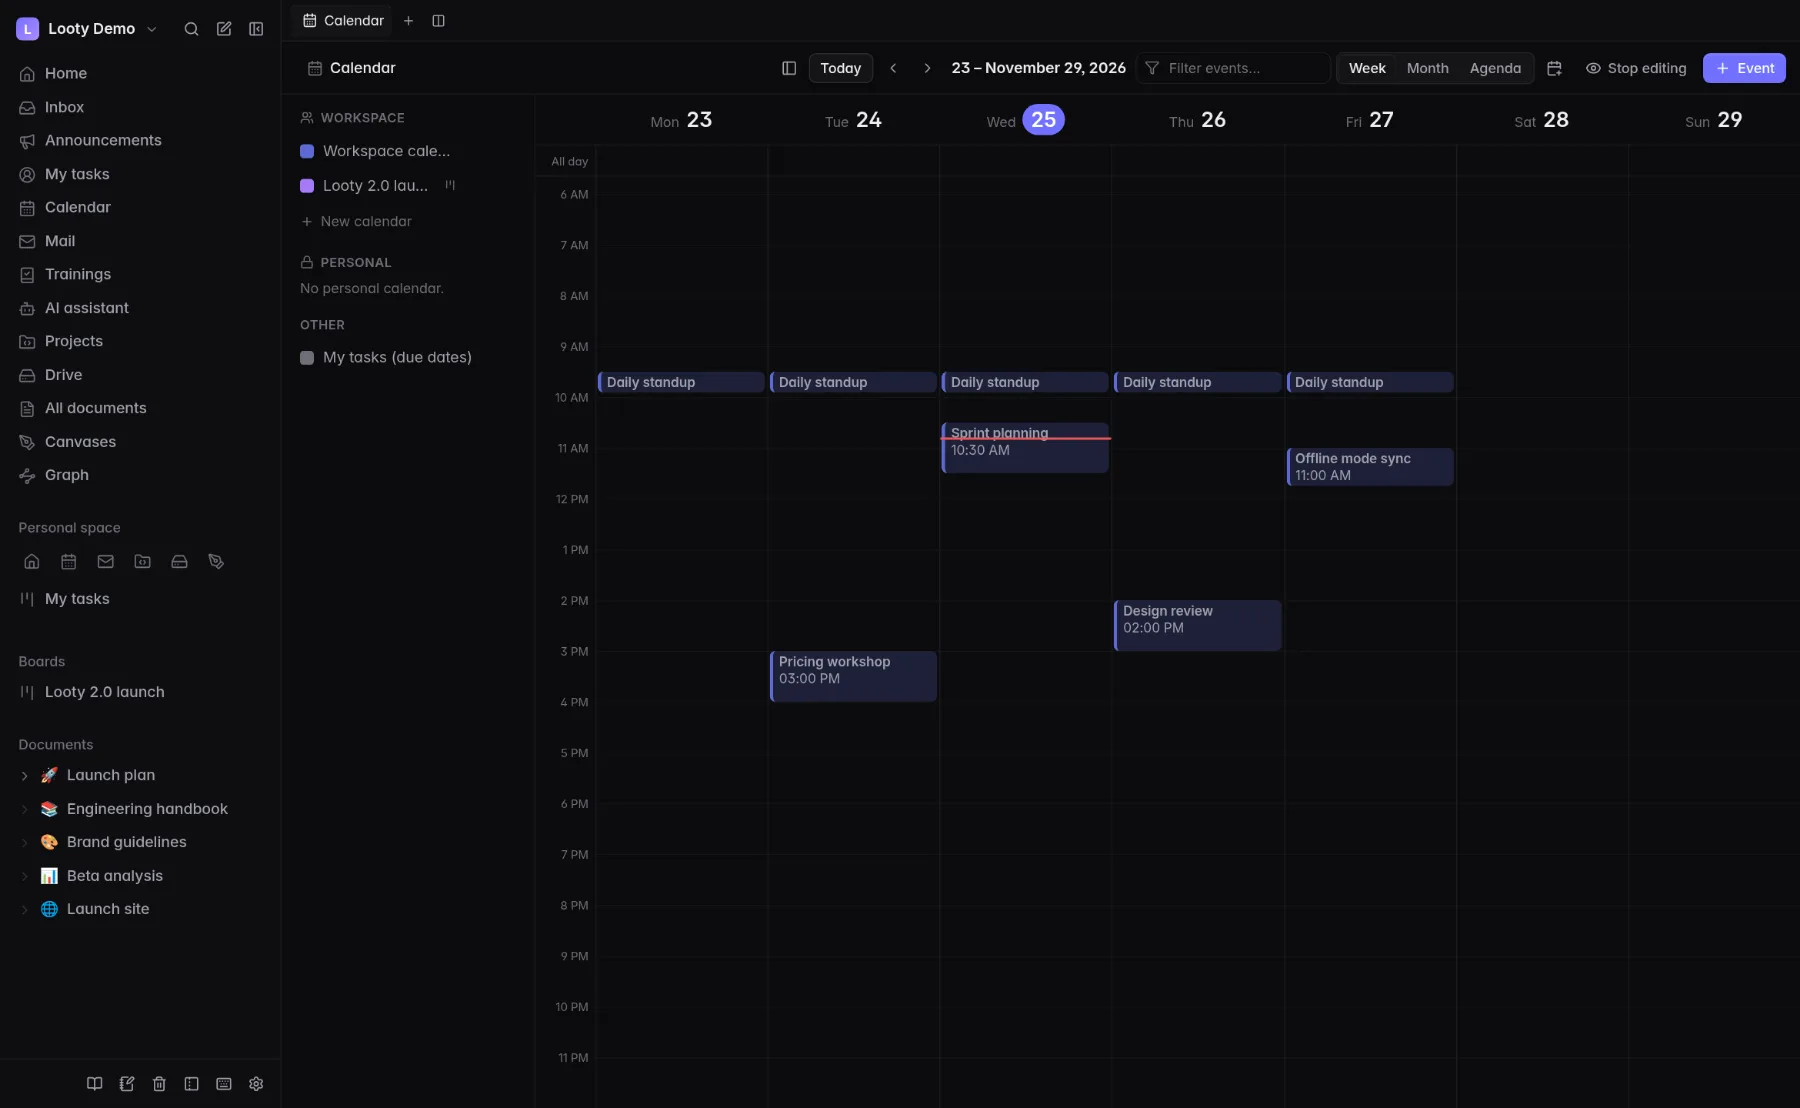 L Looty Demo
Home
Inbox
Announcements
My tasks
Calendar
Mail
Trainings
AI assistant
Projects
Drive
All documents
Canvases
Graph
Personal space
My tasks
Boards
Looty 2.0 launch
Documents
🚀 Launch plan
📚 Engineering handbook
🎨 Brand guidelines
📊 Beta analysis
🌐 Launch site
Calendar
Calendar
Today 23 – November 29, 2026 Filter events... Week Month Agenda Stop editing + Event
WORKSPACE
Workspace cale...
Looty 2.0 lau...
+ New calendar
PERSONAL
No personal calendar.
OTHER
My tasks (due dates)
Mon 23 Tue 24 Wed 25 Thu 26 Fri 27 Sat 28 Sun 29
All day
6 AM
7 AM
8 AM
9 AM
Daily standup Daily standup Daily standup Daily standup Daily standup
10 AM
Sprint planning
10:30 AM
11 AM
Offline mode sync
11:00 AM
12 PM
1 PM
2 PM
Design review
02:00 PM
3 PM
Pricing workshop
03:00 PM
4 PM
5 PM
6 PM
7 PM
8 PM
9 PM
10 PM
11 PM